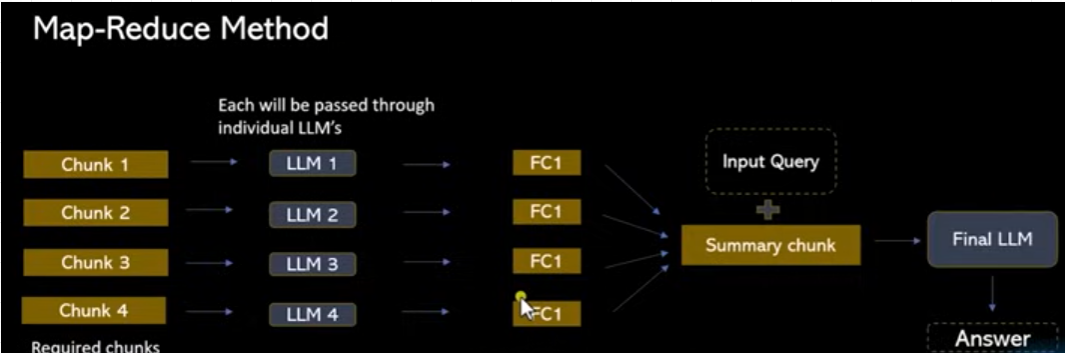 Map-Reduce Method
Each will be passed through
individual LLM's
Chunk 1
LLM 1
FC1
Input Query
Chunk 2
LLM 2
FC1
Summary chunk
Final LLM
Chunk 3
LLM 3
FC1
Chunk 4
LLM 4
FC1
Answer
Required chunks